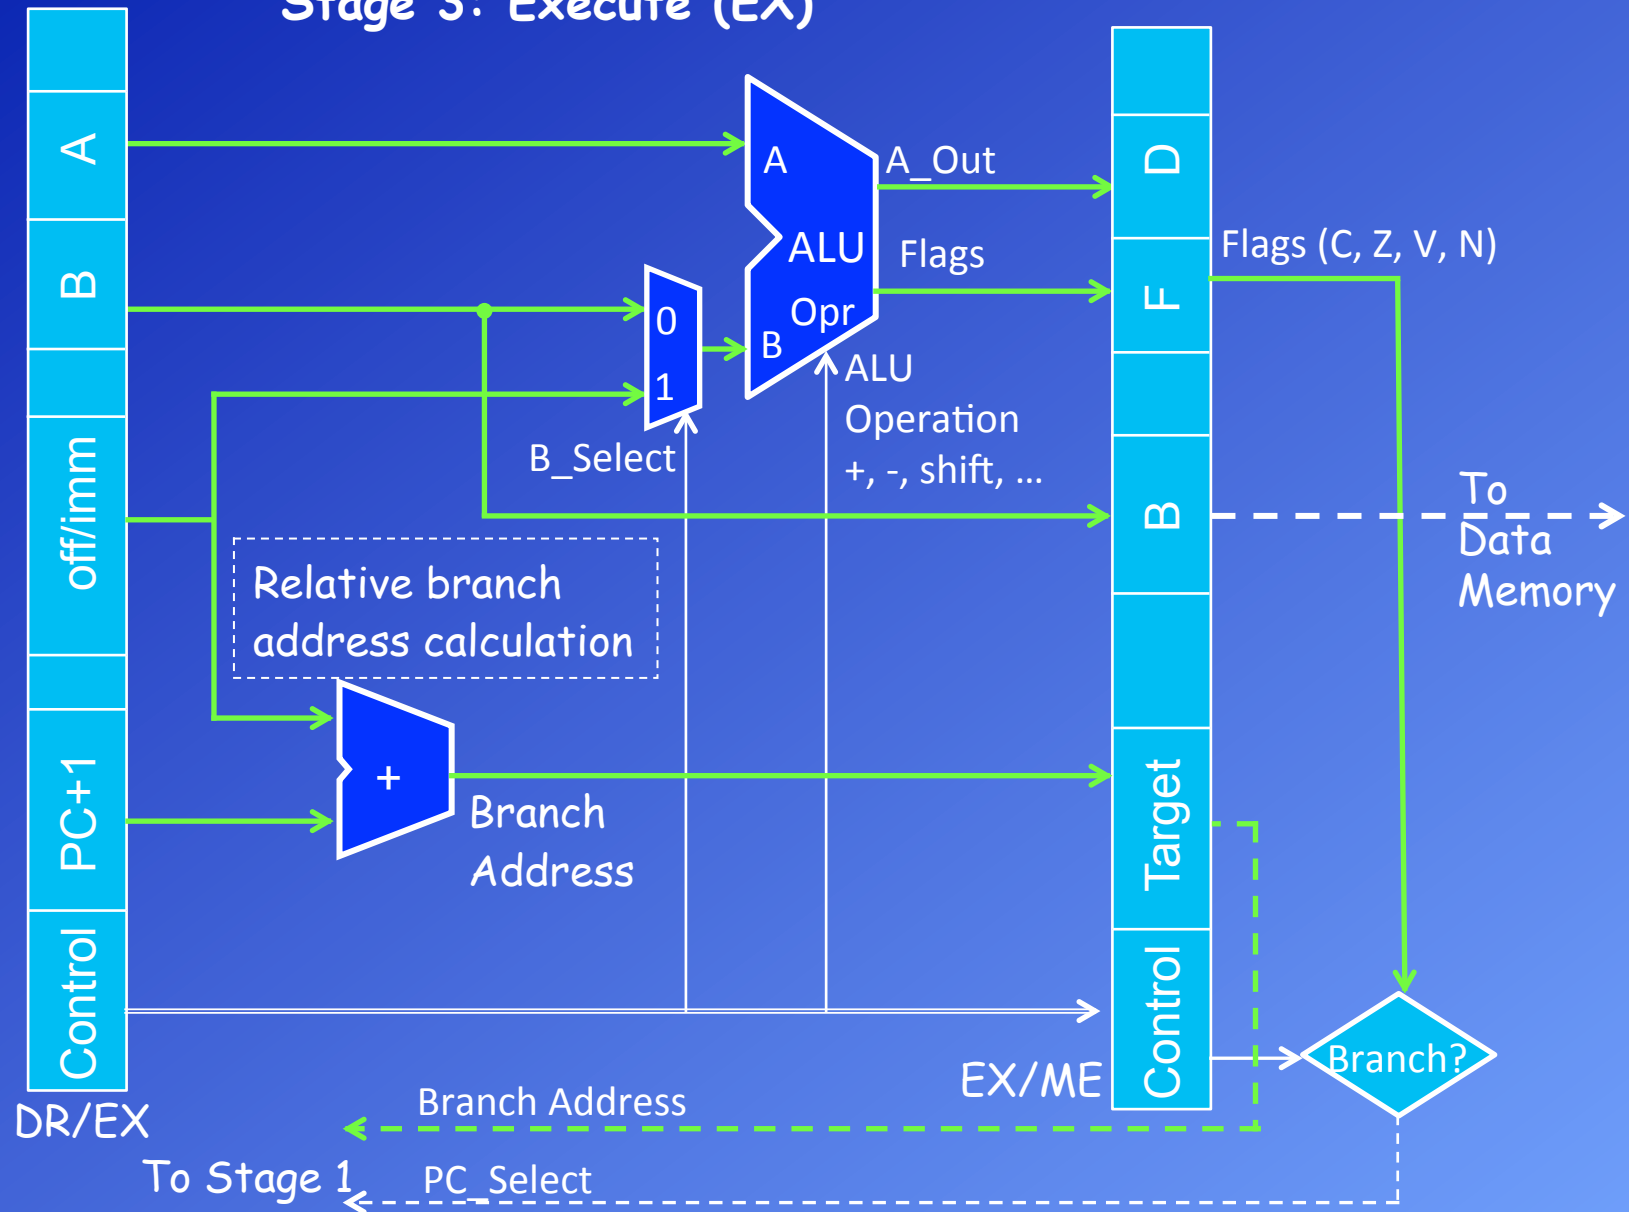 Stage 3: Execute (EX)
A
B
off/imm
PC+1
Control
DR/EX
A
ALU
Opr
B
0
1
B_Select
A_Out
Flags
ALU
Operation
+, -, shift, ...
Relative branch
address calculation
+
Branch
Address
D
F
B
Target
Control
EX/ME
Flags (C, Z, V, N)
To
Data
Memory
Branch?
Branch Address
To Stage 1
PC_Select